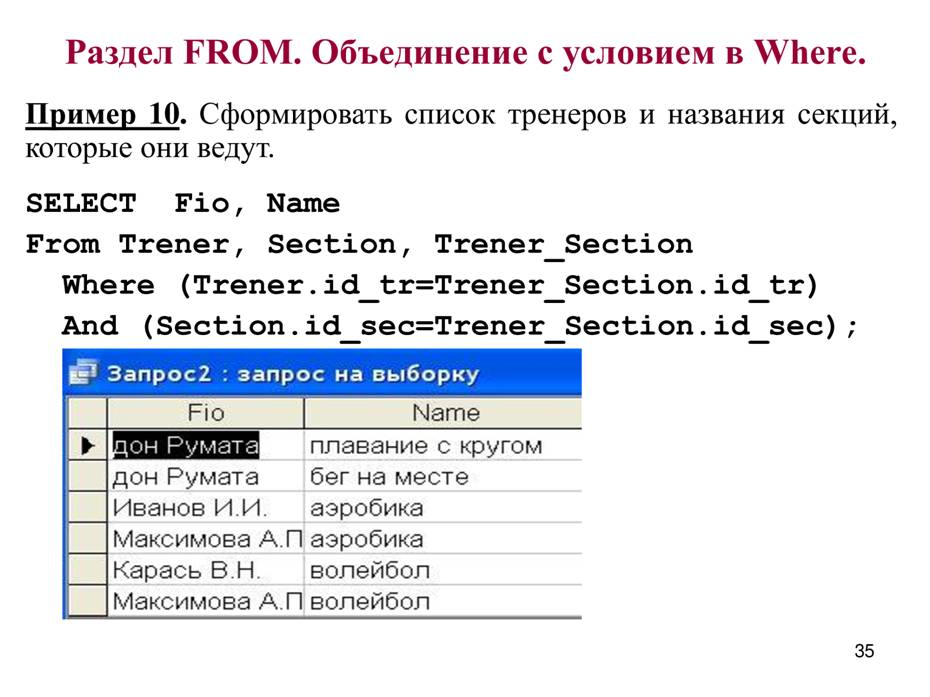 Раздел FROM. Объединение с условием в Where.
Пример 10. Сформировать список тренеров и названия секций,
которые они ведут.
SELECT Fio, Name
From Trener, Section, Trener_Section
Where (Trener.id_tr=Trener_Section.id_tr)
And (Section.id_sec=Trener_Section.id_sec);
Запрос2 : запрос на выборку
Fio Name
дон Румата плавание с кругом
дон Румата бег на месте
Иванов И.И. аэробика
Максимова А.П аэробика
Карась В.Н. волейбол
Максимова А.П волейбол
35